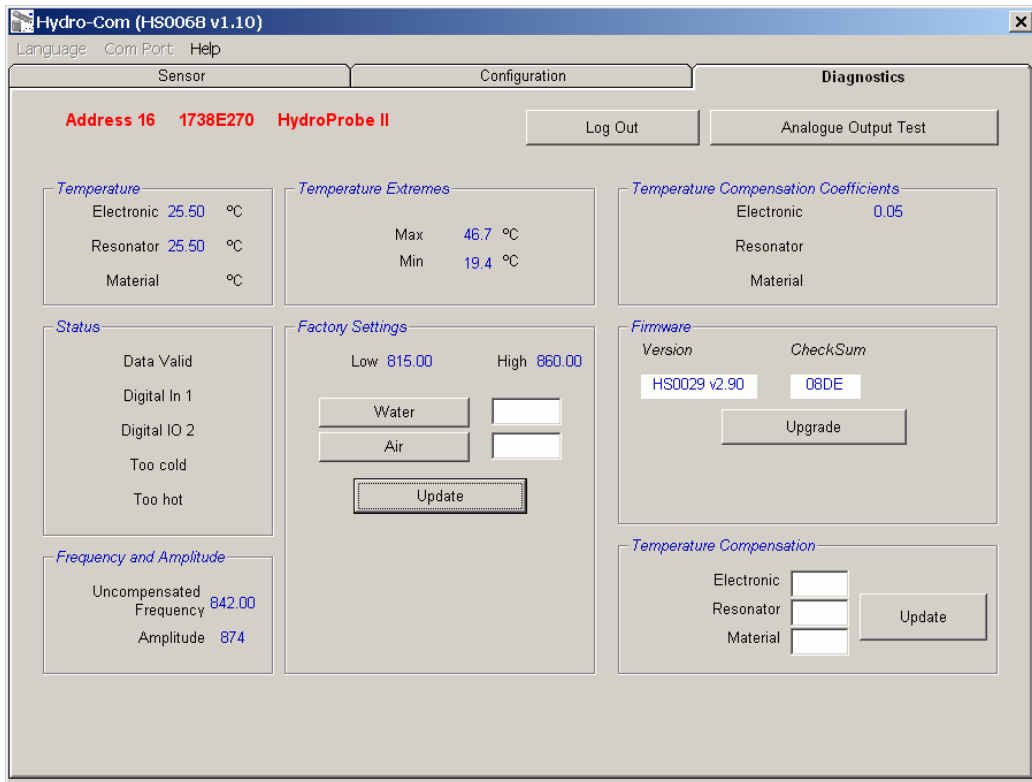 Hydro-Com (HS0068 v1.10)
Language Com Port Help
Sensor Configuration Diagnostics
Address 16 1738E270 HydroProbe II
Log Out
Analogue Output Test
Temperature
Electronic 25.50 ºC
Resonator 25.50 ºC
Material ºC
Temperature Extremes
Max 46.7 ºC
Min 19.4 ºC
Temperature Compensation Coefficients
Electronic 0.05
Resonator
Material
Status
Data Valid
Digital In 1
Digital IO 2
Too cold
Too hot
Factory Settings
Low 815.00 High 860.00
Water
Air
Update
Firmware
Version CheckSum
HS0029 v2.90 08DE
Upgrade
Frequency and Amplitude
Uncompensated
Frequency 842.00
Amplitude 874
Temperature Compensation
Electronic
Resonator
Material
Update